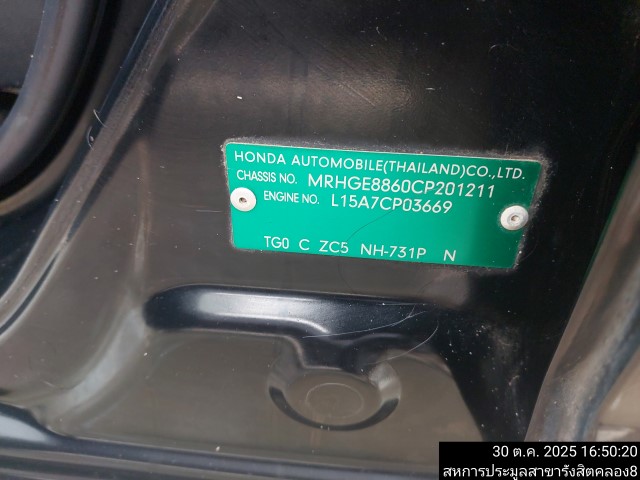 HONDA AUTOMOBILE(THAILAND)CO.,LTD.
CHASSIS NO. MRHGE8860CP201211
ENGINE NO. L15A7CP03669
TG0 C ZC5 NH-731P N
30 ต.ค. 2025 16:50:20
สหการประมูลสาขารังสิตคลอง8